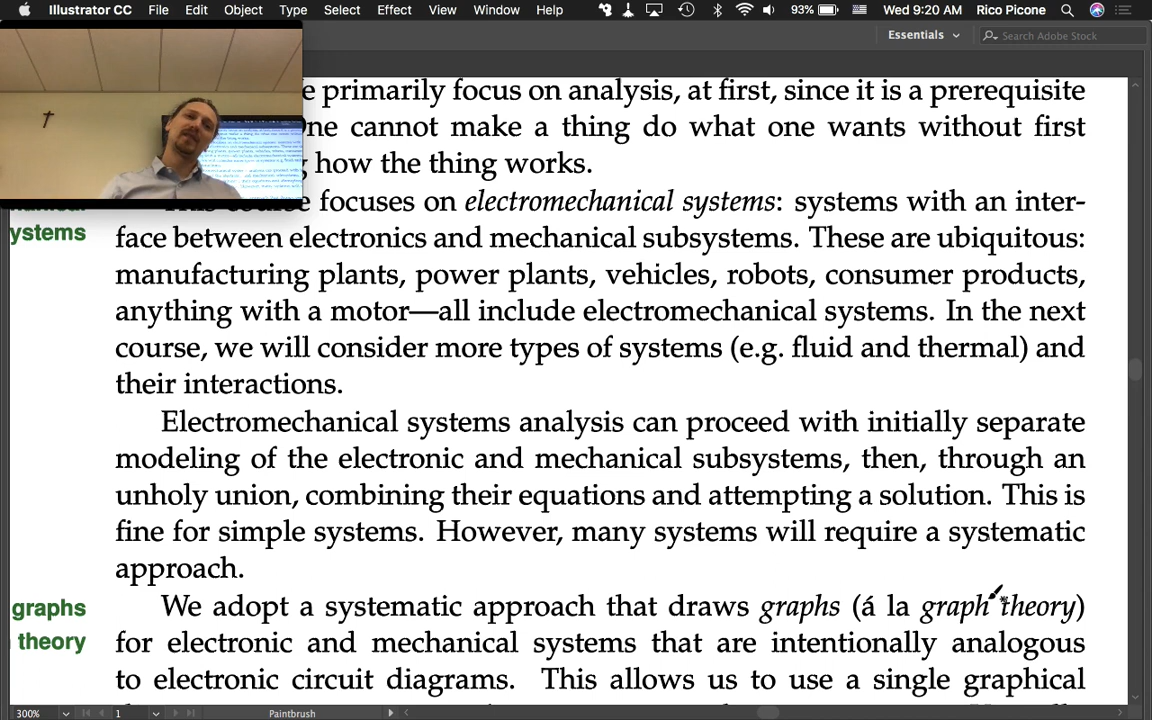 Illustrator CC File Edit Object Type Select Effect View Window Help 93% Wed 9:20 AM Rico Picone
Essentials Search Adobe Stock
e primarily focus on analysis, at first, since it is a prerequisite
ne cannot make a thing do what one wants without first
g how the thing works.
This course focuses on electromechanical systems: systems with an inter-
ystems
face between electronics and mechanical subsystems. These are ubiquitous:
manufacturing plants, power plants, vehicles, robots, consumer products,
anything with a motor—all include electromechanical systems. In the next
course, we will consider more types of systems (e.g. fluid and thermal) and
their interactions.
Electromechanical systems analysis can proceed with initially separate
modeling of the electronic and mechanical subsystems, then, through an
unholy union, combining their equations and attempting a solution. This is
fine for simple systems. However, many systems will require a systematic
approach.
graphs
We adopt a systematic approach that draws graphs (á la graph theory)
theory
for electronic and mechanical systems that are intentionally analogous
to electronic circuit diagrams. This allows us to use a single graphical
300% 1 Paintbrush